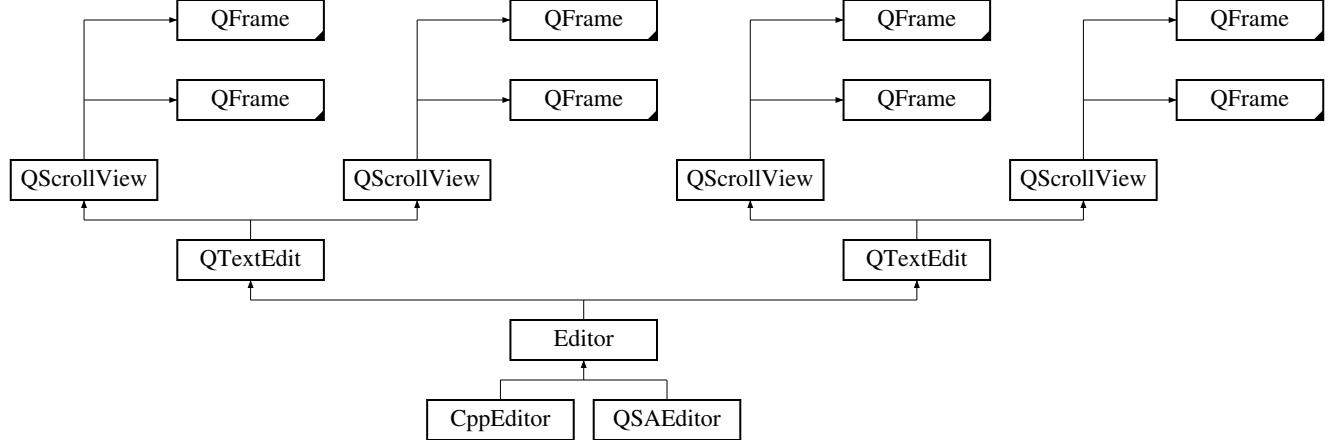 QFrame QFrame QFrame QFrame
QFrame QFrame QFrame QFrame
QScrollView QScrollView QScrollView QScrollView
QTextEdit QTextEdit
Editor
CppEditor QSAEditor